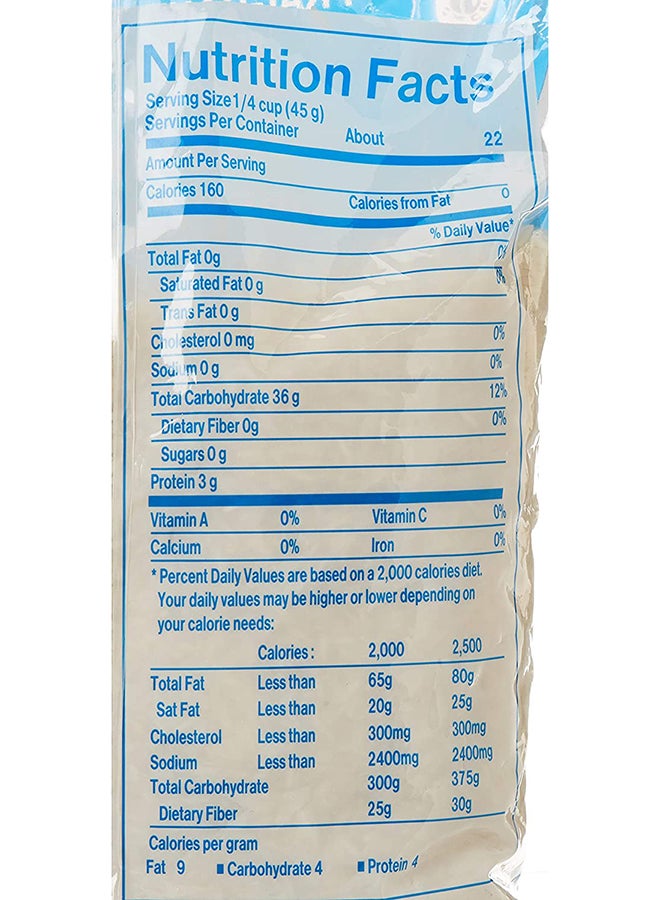 Nutrition Facts
Serving Size1/4 cup (45 g)
Servings Per Container About 22
Amount Per Serving
Calories 160 Calories from Fat 0
% Daily Value*
Total Fat 0g 0%
Saturated Fat 0 g 0%
Trans Fat 0 g
Cholesterol 0 mg 0%
Sodium 0 g 0%
Total Carbohydrate 36 g 12%
Dietary Fiber 0g 0%
Sugars 0 g
Protein 3 g
Vitamin A 0% Vitamin C 0%
Calcium 0% Iron 0%
* Percent Daily Values are based on a 2,000 calories diet.
Your daily values may be higher or lower depending on
your calorie needs:
Calories : 2,000 2,500
Total Fat Less than 65g 80g
Sat Fat Less than 20g 25g
Cholesterol Less than 300mg 300mg
Sodium Less than 2400mg 2400mg
Total Carbohydrate 300g 375g
Dietary Fiber 25g 30g
Calories per gram
Fat 9 ■ Carbohydrate 4 ■ Protein 4